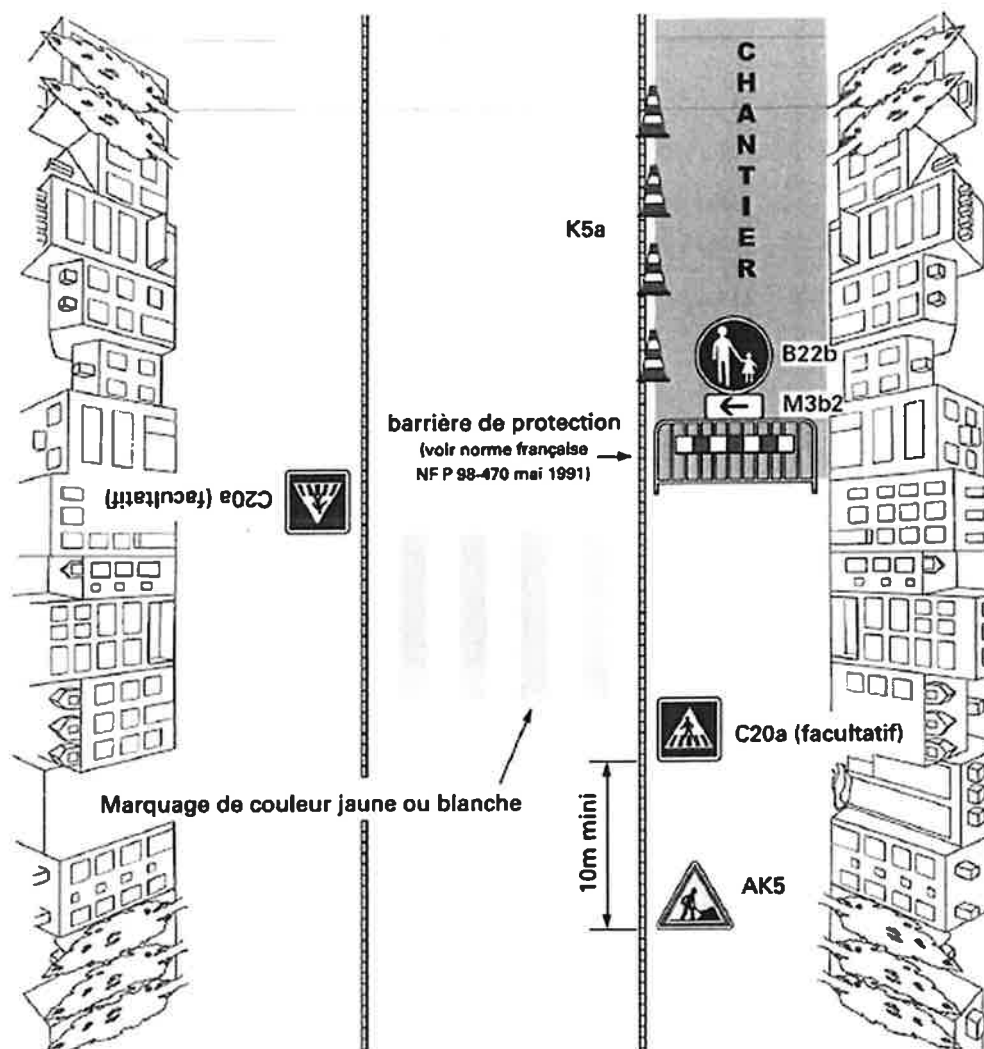 CHANTIER
K5a
B22b
M3b2
barrière de protection
(voir norme française
NF P 98-470 mai 1991)
C20a (facultatif)
C20a (facultatif)
Marquage de couleur jaune ou blanche
10m mini
AK5